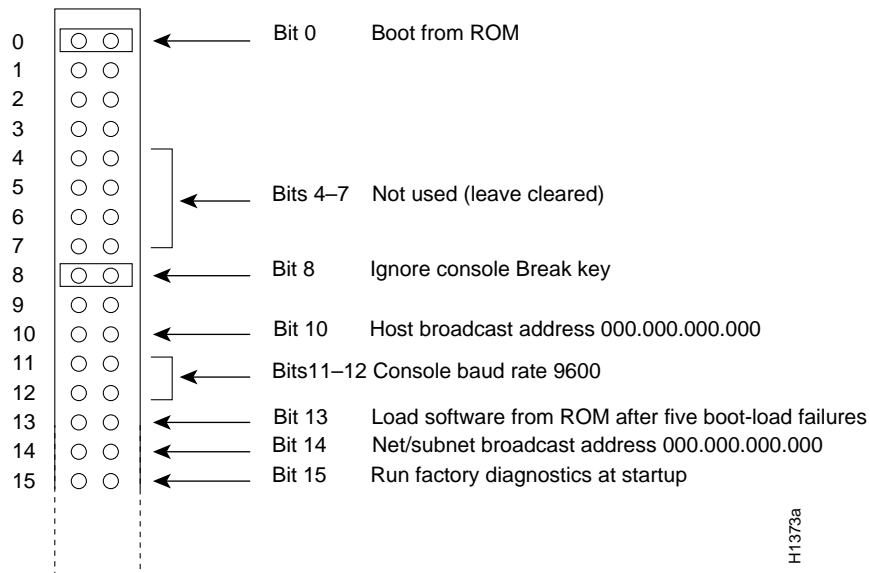 0 Bit 0 Boot from ROM
1
2
3
4
5
Bits 4–7 Not used (leave cleared)
6
7
8 Bit 8 Ignore console Break key
9
10 Bit 10 Host broadcast address 000.000.000.000
11
Bits11–12 Console baud rate 9600
12
13 Bit 13 Load software from ROM after five boot-load failures
14 Bit 14 Net/subnet broadcast address 000.000.000.000
15 Bit 15 Run factory diagnostics at startup
H1373a